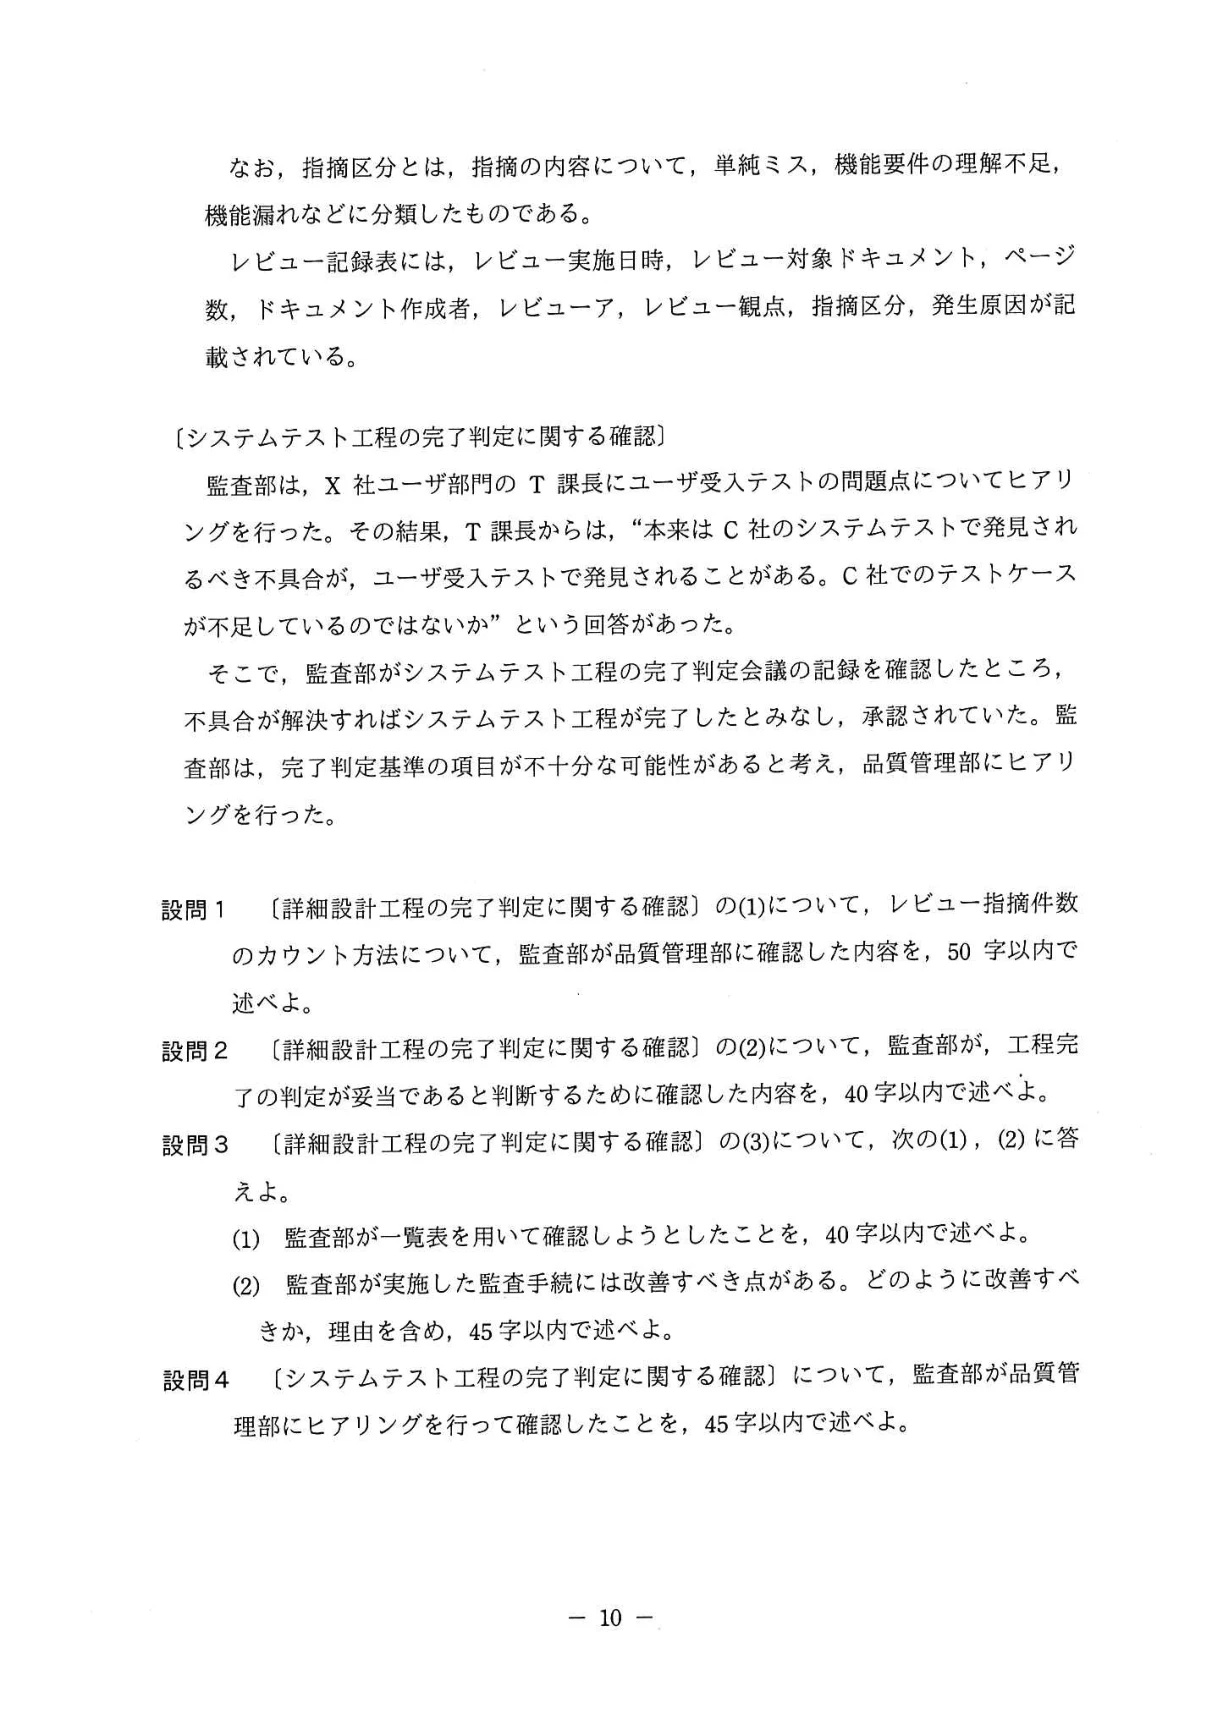 なお，指摘区分とは，指摘の内容について，単純ミス，機能要件の理解不足，
機能漏れなどに分類したものである。
レビュー記録表には，レビュー実施日時，レビュー対象ドキュメント，ページ
数，ドキュメント作成者，レビューア，レビュー観点，指摘区分，発生原因が記
載されている。
〔システムテスト工程の完了判定に関する確認〕
監査部は，X 社ユーザ部門の T 課長にユーザ受入テストの問題点についてヒアリ
ングを行った。その結果，T 課長からは，“本来は C 社のシステムテストで発見され
るべき不具合が，ユーザ受入テストで発見されることがある。C 社でのテストケース
が不足しているのではないか”という回答があった。
そこで，監査部がシステムテスト工程の完了判定会議の記録を確認したところ，
不具合が解決すればシステムテスト工程が完了したとみなし，承認されていた。監
査部は，完了判定基準の項目が不十分な可能性があると考え，品質管理部にヒアリ
ングを行った。
設問1　〔詳細設計工程の完了判定に関する確認〕の(1)について，レビュー指摘件数
のカウント方法について，監査部が品質管理部に確認した内容を，50 字以内で
述べよ。
設問2　〔詳細設計工程の完了判定に関する確認〕の(2)について，監査部が，工程完
了の判定が妥当であると判断するために確認した内容を，40 字以内で述べよ。
設問3　〔詳細設計工程の完了判定に関する確認〕の(3)について，次の(1)，(2) に答
えよ。
(1)　監査部が一覧表を用いて確認しようとしたことを，40 字以内で述べよ。
(2)　監査部が実施した監査手続には改善すべき点がある。どのように改善すべ
きか，理由を含め，45 字以内で述べよ。
設問4　〔システムテスト工程の完了判定に関する確認〕について，監査部が品質管
理部にヒアリングを行って確認したことを，45 字以内で述べよ。
－ 10 －